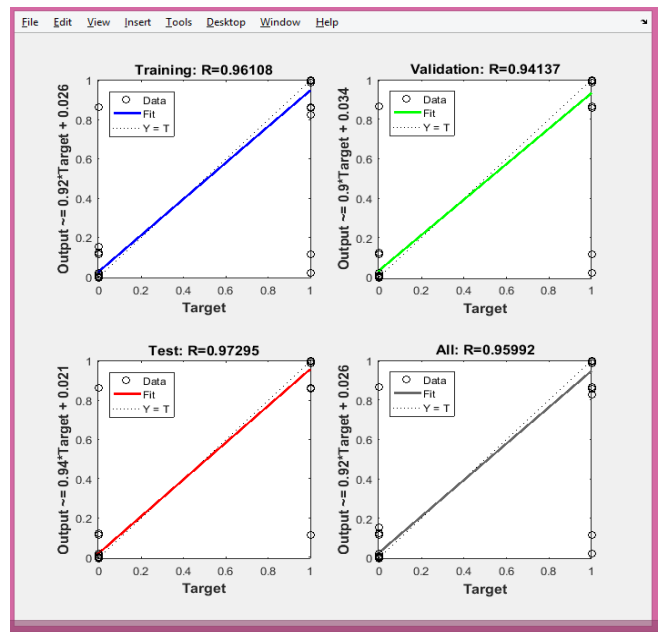 File Edit View Insert Tools Desktop Window Help
Training: R=0.96108
Output ~= 0.92*Target + 0.026
1
0.8
0.6
0.4
0.2
0
Data
Fit
Y = T
0 0.2 0.4 0.6 0.8 1
Target
Validation: R=0.94137
Output ~= 0.9*Target + 0.034
1
0.8
0.6
0.4
0.2
0
Data
Fit
Y = T
0 0.2 0.4 0.6 0.8 1
Target
Test: R=0.97295
Output ~= 0.94*Target + 0.021
1
0.8
0.6
0.4
0.2
0
Data
Fit
Y = T
0 0.2 0.4 0.6 0.8 1
Target
All: R=0.95992
Output ~= 0.92*Target + 0.026
1
0.8
0.6
0.4
0.2
0
Data
Fit
Y = T
0 0.2 0.4 0.6 0.8 1
Target